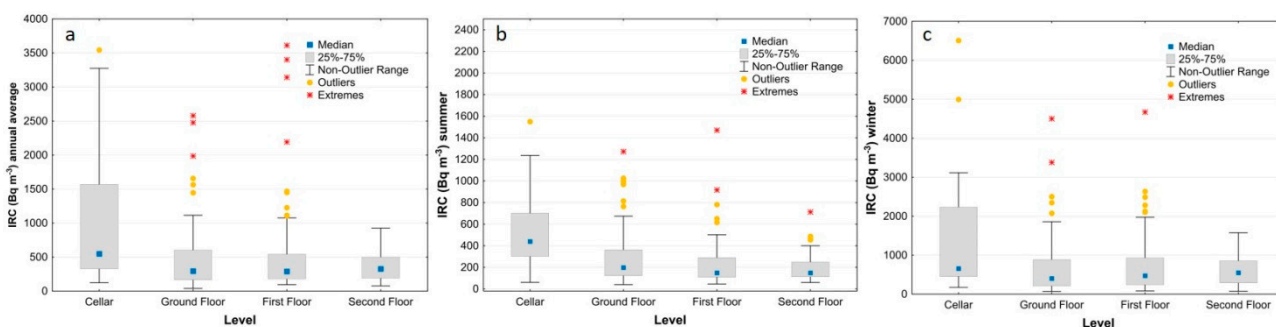 a
4000
3500
3000
2500
2000
1500
1000
500
0
IRC (Bq m⁻³) annual average
Median
25%-75%
Non-Outlier Range
Outliers
Extremes
Cellar Ground Floor First Floor Second Floor
Level
b
2400
2200
2000
1800
1600
1400
1200
1000
800
600
400
200
0
IRC (Bq m⁻³) summer
Median
25%-75%
Non-Outlier Range
Outliers
Extremes
Cellar Ground Floor First Floor Second Floor
Level
c
7000
6000
5000
4000
3000
2000
1000
0
IRC (Bq m⁻³) winter
Median
25%-75%
Non-Outlier Range
Outliers
Extremes
Cellar Ground Floor First Floor Second Floor
Level